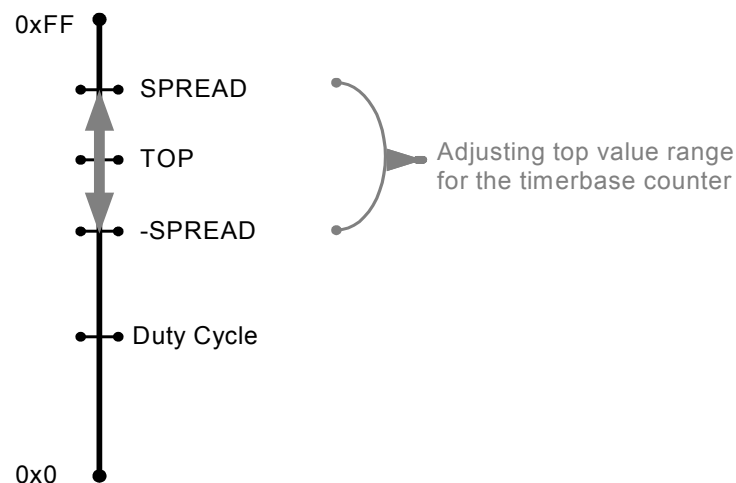 0xFF
SPREAD
TOP
Adjusting top value range
for the timerbase counter
-SPREAD
Duty Cycle
0x0